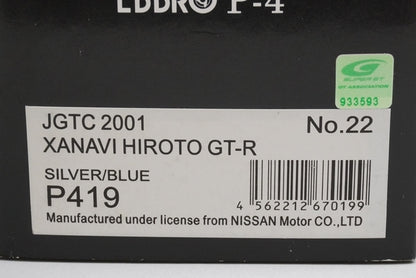 EBBRO P-4
SUPER GT
GT ASSOCIATION
933593
JGTC 2001 No.22
XANAVI HIROTO GT-R
SILVER/BLUE
P419
4 562212 670199
Manufactured under license from NISSAN Motor CO.,LTD